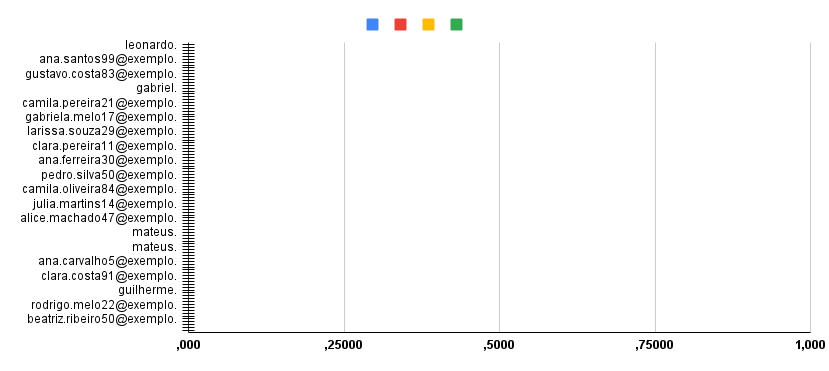 leonardo.
ana.santos99@exemplo.
gustavo.costa83@exemplo.
gabriel.
camila.pereira21@exemplo.
gabriela.melo17@exemplo.
larissa.souza29@exemplo.
clara.pereira11@exemplo.
ana.ferreira30@exemplo.
pedro.silva50@exemplo.
camila.oliveira84@exemplo.
julia.martins14@exemplo.
alice.machado47@exemplo.
mateus.
mateus.
ana.carvalho5@exemplo.
clara.costa91@exemplo.
guilherme.
rodrigo.melo22@exemplo.
beatriz.ribeiro50@exemplo.
,000 ,25000 ,5000 ,75000 1,000